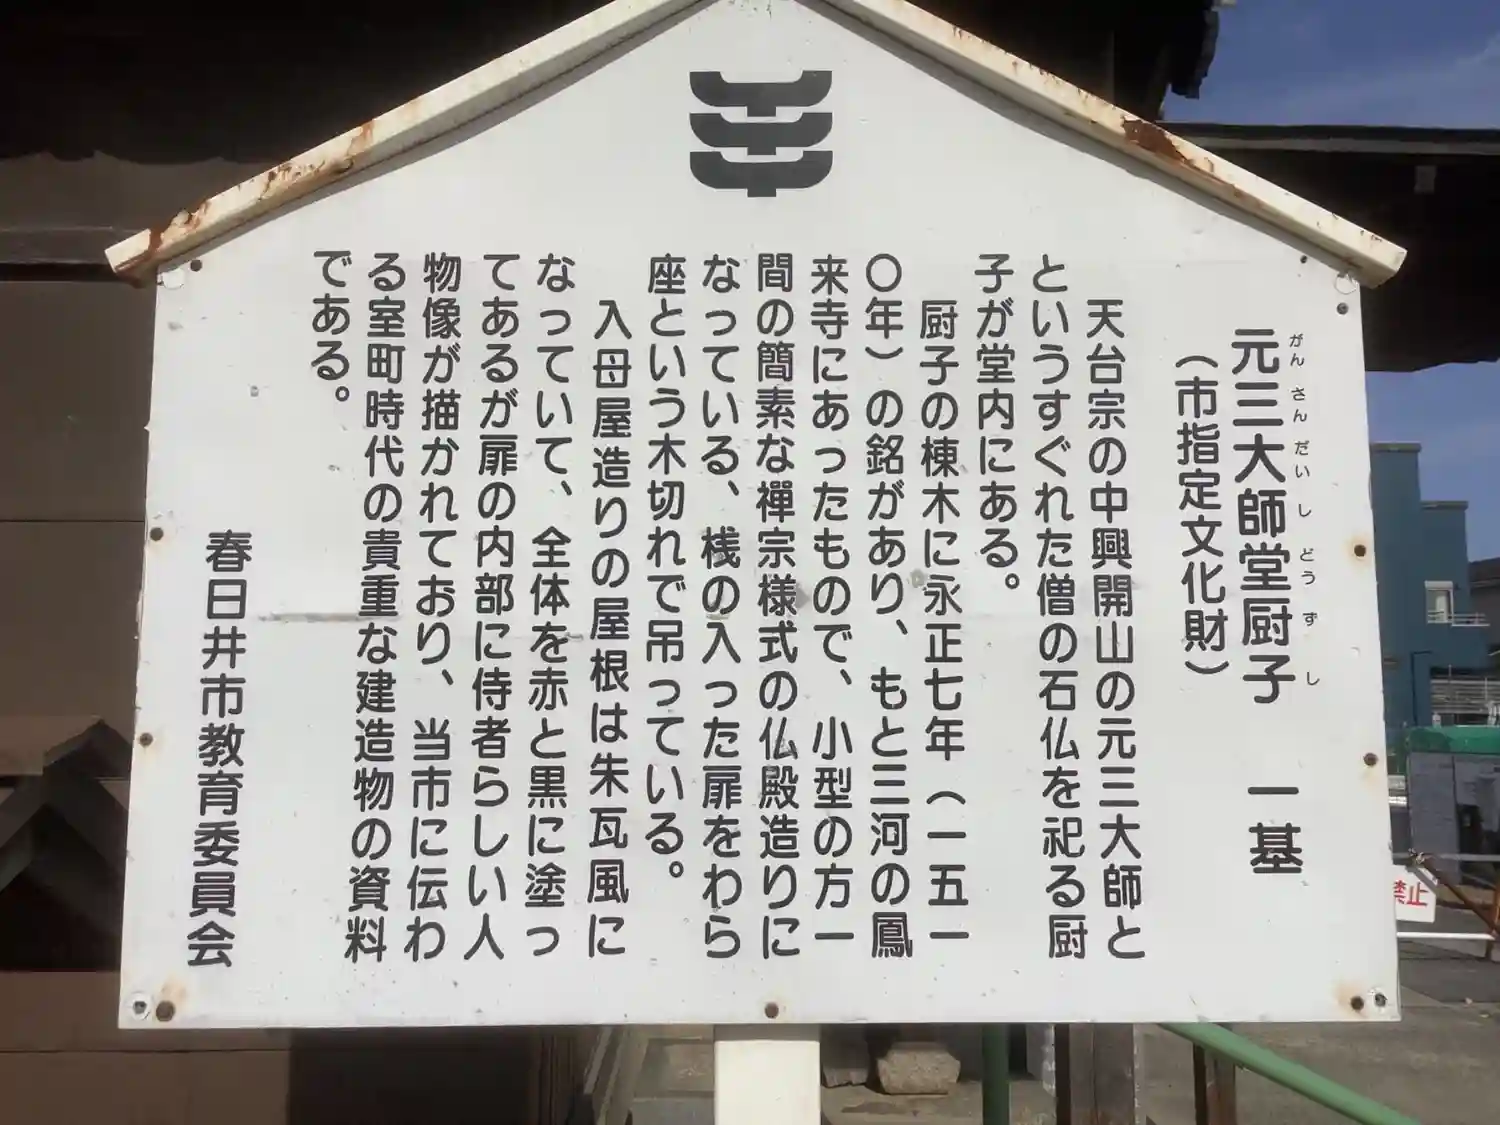 がんさんだいしどうずし
元三大師堂厨子　一基
（市指定文化財）
天台宗の中興開山の元三大師と
いうすぐれた僧の石仏を祀る厨
子が堂内にある。
厨子の棟木に永正七年（一五一
〇年）の銘があり、もと三河の鳳
来寺にあったもので、小型の方一
間の簡素な禅宗様式の仏殿造りに
なっている、桟の入った扉をわら
座という木切れで吊っている。
入母屋造りの屋根は朱瓦風に
なっていて、全体を赤と黒に塗っ
てあるが扉の内部に侍者らしい人
物像が描かれており、当市に伝わ
る室町時代の貴重な建造物の資料
である。
春日井市教育委員会
禁止